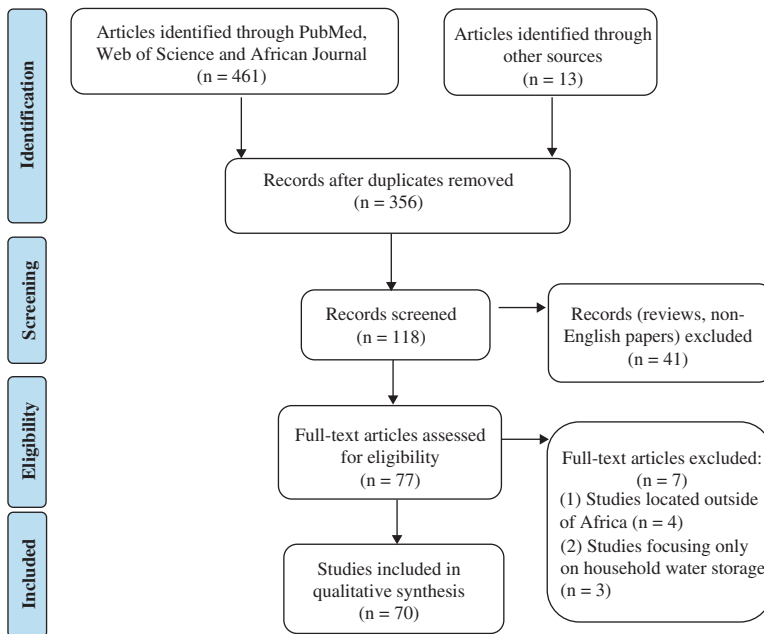 Identification
Articles identified through PubMed,
Web of Science and African Journal
(n = 461)
Articles identified through
other sources
(n = 13)
Records after duplicates removed
(n = 356)
Screening
Records screened
(n = 118)
Records (reviews, non-
English papers) excluded
(n = 41)
Eligibility
Full-text articles assessed
for eligibility
(n = 77)
Full-text articles excluded:
(n = 7)
(1) Studies located outside
of Africa (n = 4)
(2) Studies focusing only
on household water storage
(n = 3)
Included
Studies included in
qualitative synthesis
(n = 70)